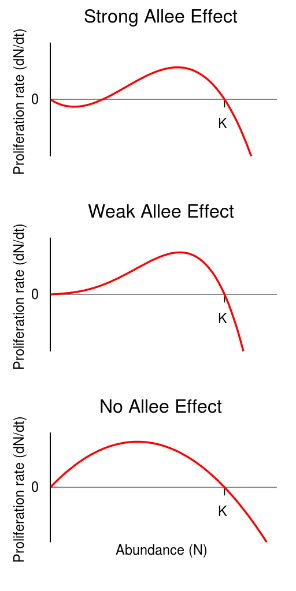 Strong Allee Effect
Proliferation rate (dN/dt)
0
K
Weak Allee Effect
Proliferation rate (dN/dt)
0
K
No Allee Effect
Proliferation rate (dN/dt)
0
K
Abundance (N)